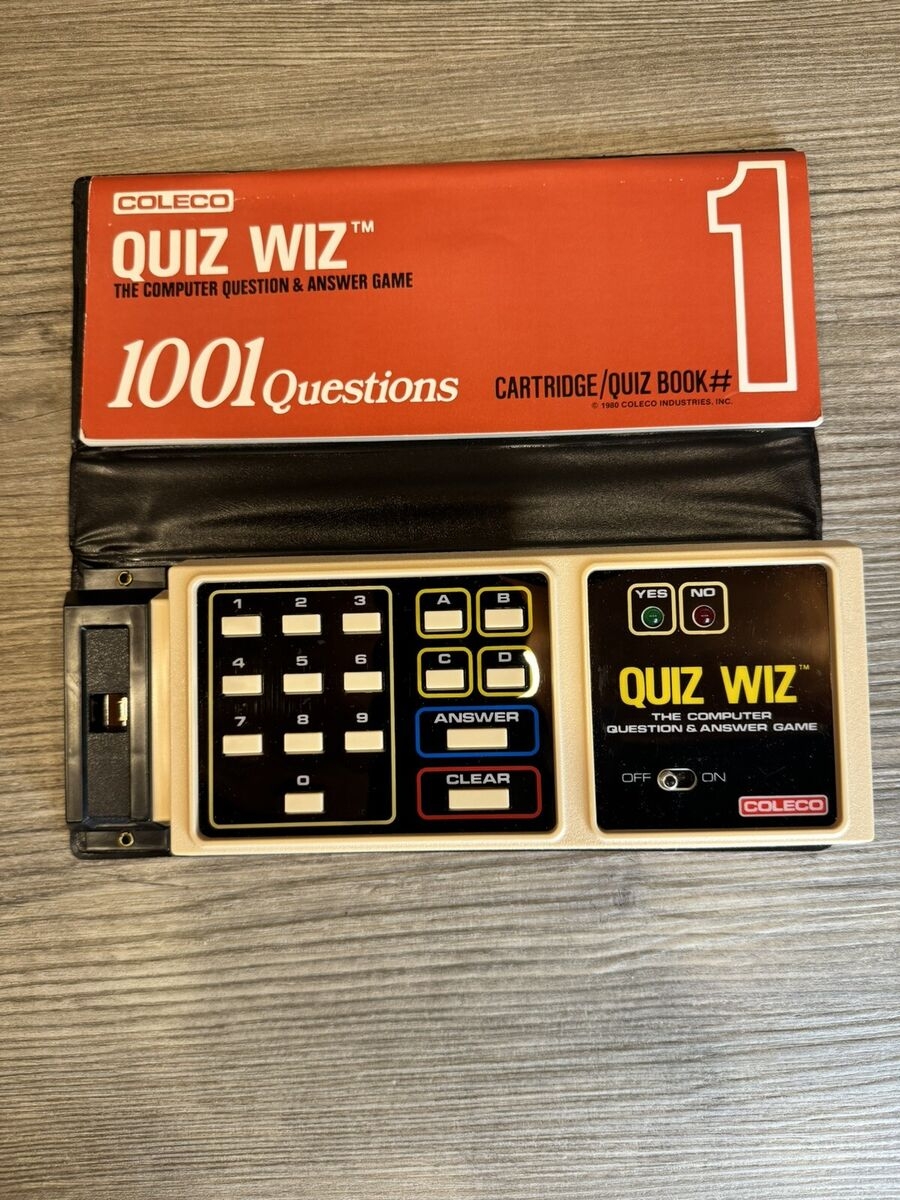 COLECO
QUIZ WIZ™
THE COMPUTER QUESTION & ANSWER GAME
1
1001 Questions
CARTRIDGE/QUIZ BOOK#
© 1980 COLECO INDUSTRIES, INC.
1 2 3
4 5 6
7 8 9
0
A B
C D
ANSWER
CLEAR
YES NO
QUIZ WIZ™
THE COMPUTER
QUESTION & ANSWER GAME
OFF ON
COLECO